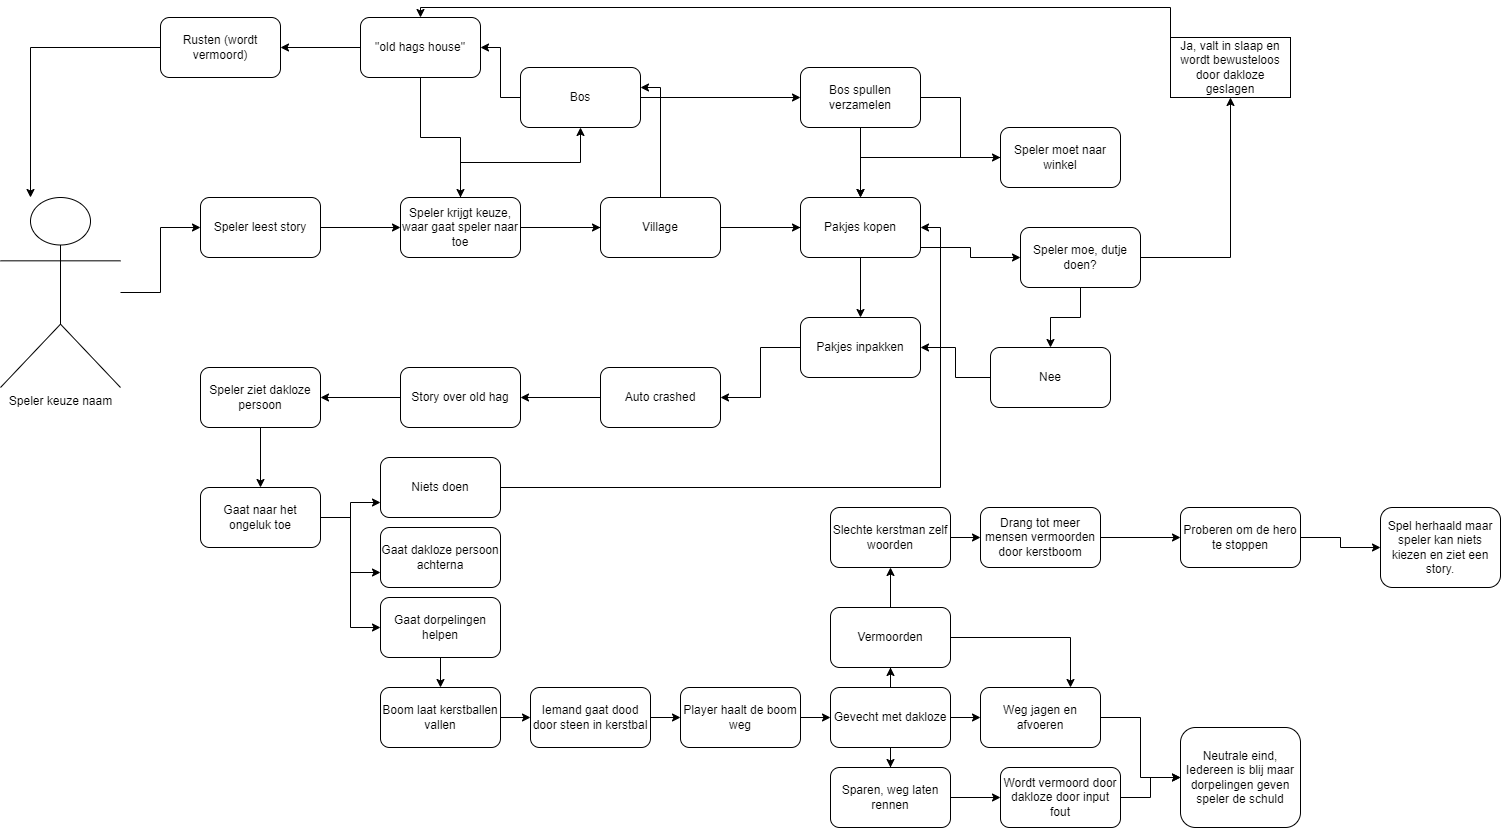 Rusten (wordt
vermoord)
"old hags house"
Bos
Bos spullen
verzamelen
Ja, valt in slaap en
wordt bewusteloos
door dakloze
geslagen
Speler moet naar
winkel
Speler keuze naam
Speler leest story
Speler krijgt keuze,
waar gaat speler naar
toe
Village
Pakjes kopen
Speler moe, dutje
doen?
Nee
Pakjes inpakken
Auto crashed
Story over old hag
Speler ziet dakloze
persoon
Gaat naar het
ongeluk toe
Niets doen
Gaat dakloze persoon
achterna
Gaat dorpelingen
helpen
Boom laat kerstballen
vallen
Iemand gaat dood
door steen in kerstbal
Player haalt de boom
weg
Gevecht met dakloze
Vermoorden
Slechte kerstman zelf
woorden
Drang tot meer
mensen vermoorden
door kerstboom
Proberen om de hero
te stoppen
Spel herhaald maar
speler kan niets
kiezen en ziet een
story.
Weg jagen en
afvoeren
Sparen, weg laten
rennen
Wordt vermoord door
dakloze door input
fout
Neutrale eind,
Iedereen is blij maar
dorpelingen geven
speler de schuld